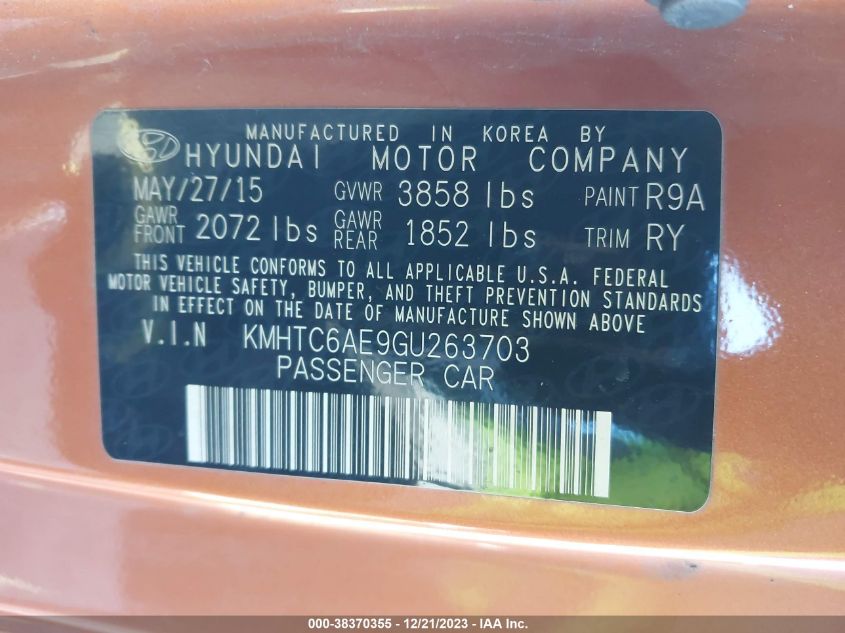 MANUFACTURED IN KOREA BY
HYUNDAI MOTOR COMPANY
MAY/27/15 GVWR 3858 lbs PAINT R9A
GAWR FRONT 2072 lbs GAWR REAR 1852 lbs TRIM RY
THIS VEHICLE CONFORMS TO ALL APPLICABLE U.S.A. FEDERAL
MOTOR VEHICLE SAFETY, BUMPER, AND THEFT PREVENTION STANDARDS
IN EFFECT ON THE DATE OF MANUFACTURE SHOWN ABOVE
V.I.N KMHTC6AE9GU263703
PASSENGER CAR
000-38370355 - 12/21/2023 - IAA Inc.